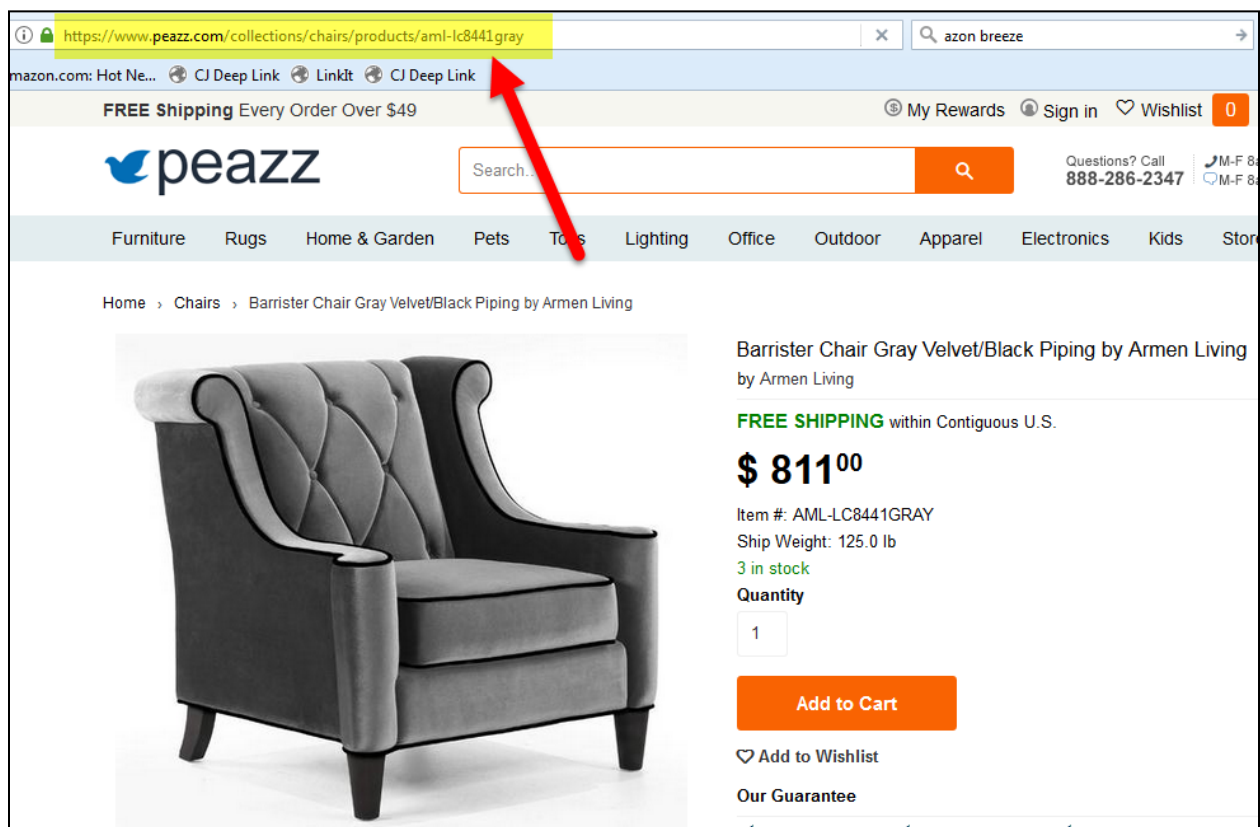 https://www.peazz.com/collections/chairs/products/aml-lc8441gray
azon breeze
mazon.com: Hot Ne... CJ Deep Link LinkIt CJ Deep Link
FREE Shipping Every Order Over $49
My Rewards Sign in Wishlist 0
peazz
Search..
Questions? Call
888-286-2347
M-F 8a
M-F 8a
Furniture Rugs Home & Garden Pets Lighting Office Outdoor Apparel Electronics Kids Stor
Home › Chairs › Barrister Chair Gray Velvet/Black Piping by Armen Living
Barrister Chair Gray Velvet/Black Piping by Armen Living
by Armen Living
FREE SHIPPING within Contiguous U.S.
$ 811⁰⁰
Item #: AML-LC8441GRAY
Ship Weight: 125.0 lb
3 in stock
Quantity
1
Add to Cart
Add to Wishlist
Our Guarantee